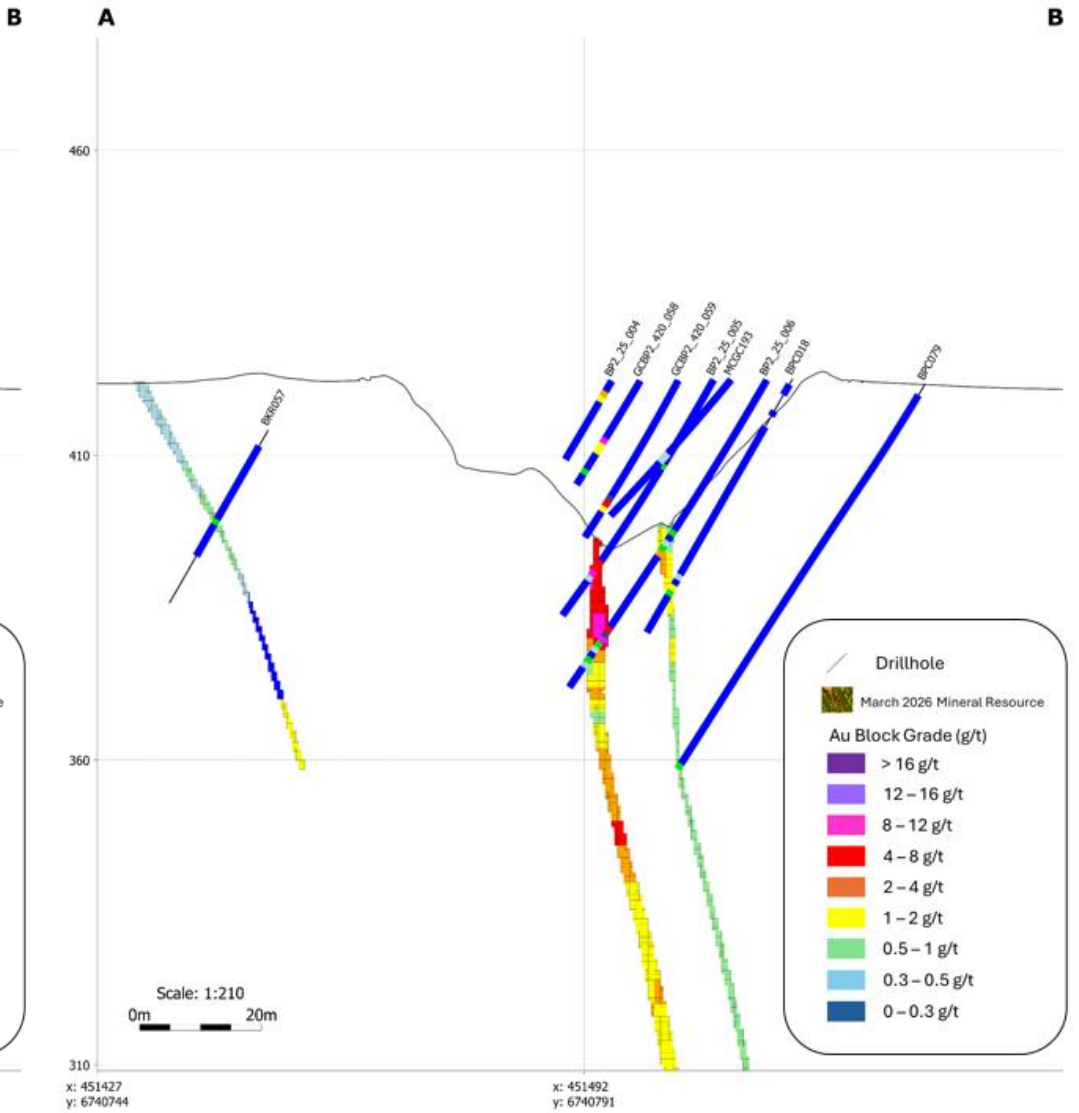 B
A
B
460
410
360
310
BKR057
BP2_25_004
GCBP2_420_058
GCBP2_420_059
BP2_25_005
MCGC193
BP2_25_006
BPC018
BPC079
Drillhole
March 2026 Mineral Resource
Au Block Grade (g/t)
> 16 g/t
12 – 16 g/t
8 – 12 g/t
4 – 8 g/t
2 – 4 g/t
1 – 2 g/t
0.5 – 1 g/t
0.3 – 0.5 g/t
0 – 0.3 g/t
Scale: 1:210
0m
20m
x: 451427
y: 6740744
x: 451492
y: 6740791